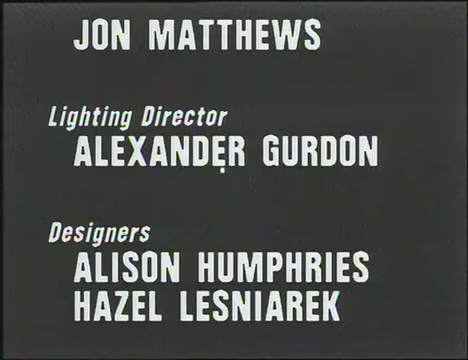 JON MATTHEWS
Lighting Director
ALEXANDER GURDON
Designers
ALISON HUMPHRIES
HAZEL LESNIAREK